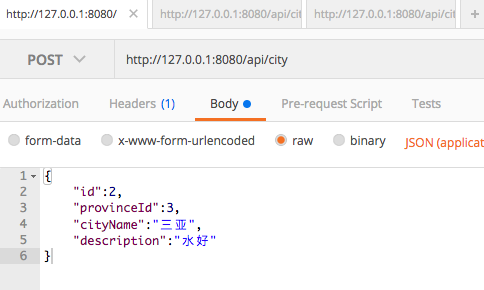 http://127.0.0.1:8080/ http://127.0.0.1:8080/api/cit http://127.0.0.1:8080/api/cit
POST http://127.0.0.1:8080/api/city
Authorization Headers (1) Body Pre-request Script Tests
form-data x-www-form-urlencoded raw binary JSON (applicat
1 {
2 "id":2,
3 "provinceId":3,
4 "cityName":"三亚",
5 "description":"水好"
6 }